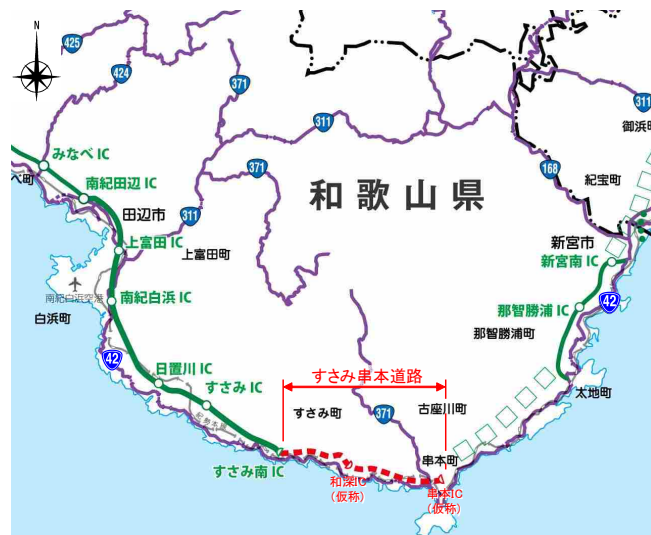 N
425
424
371
311
311
御浜町
みなべ IC
べ町
南紀田辺 IC
371
168
紀宝町
和歌山県
田辺市
311
新宮市
上富田 IC
上富田町
新宮南 IC
南紀白浜空港
南紀白浜 IC
42
白浜町
那智勝浦 IC
那智勝浦町
42
日置川 IC
すさみ串本道路
すさみ IC
太地町
すさみ町
371
古座川町
紀勢本線
串本町
すさみ南 IC
和深IC
(仮称)
串本IC
(仮称)